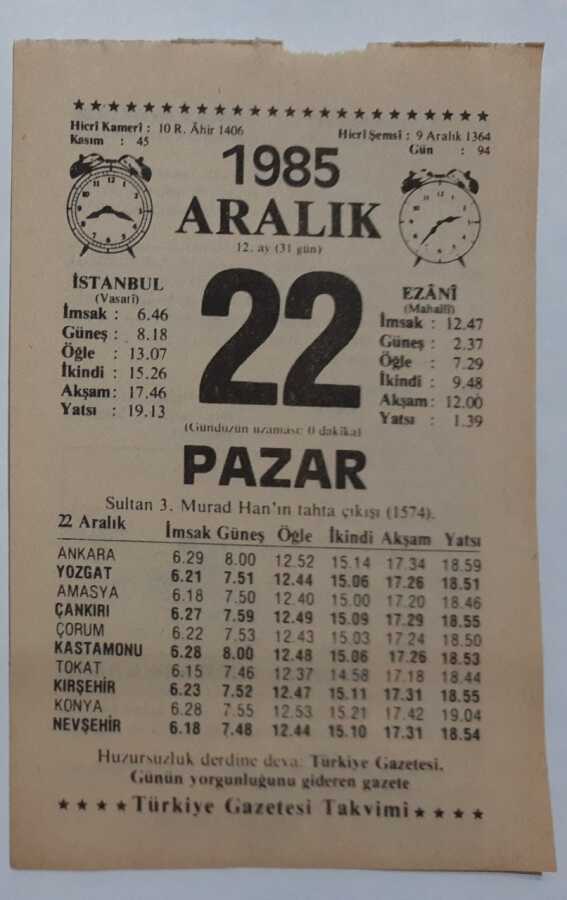 Hicrî Kamerî : 10 R. Âhir 1406
Kasım : 45
Hicrî Şemsî : 9 Aralık 1364
Gün : 94
1985
ARALIK
12. ay (31 gün)
22
İSTANBUL
(Vasatî)
İmsak : 6.46
Güneş : 8.18
Öğle : 13.07
İkindi : 15.26
Akşam : 17.46
Yatsı : 19.13
EZÂNÎ
(Mahallî)
İmsak : 12.47
Güneş : 2.37
Öğle : 7.29
İkindi : 9.48
Akşam : 12.00
Yatsı : 1.39
(Gündüzün uzaması: 0 dakika)
PAZAR
Sultan 3. Murad Han'ın tahta çıkışı (1574).
22 Aralık İmsak Güneş Öğle İkindi Akşam Yatsı
ANKARA 6.29 8.00 12.52 15.14 17.34 18.59
YOZGAT 6.21 7.51 12.44 15.06 17.26 18.51
AMASYA 6.18 7.50 12.40 15.00 17.20 18.46
ÇANKIRI 6.27 7.59 12.49 15.09 17.29 18.55
ÇORUM 6.22 7.53 12.43 15.03 17.24 18.50
KASTAMONU 6.28 8.00 12.48 15.06 17.26 18.53
TOKAT 6.15 7.46 12.37 14.58 17.18 18.44
KIRŞEHİR 6.23 7.52 12.47 15.11 17.31 18.55
KONYA 6.28 7.55 12.53 15.21 17.42 19.04
NEVŞEHİR 6.18 7.48 12.44 15.10 17.31 18.54
Huzursuzluk derdine deva: Türkiye Gazetesi.
Günün yorgunluğunu gideren gazete
★ ★ ★ ★ Türkiye Gazetesi Takvimi ★ ★ ★ ★